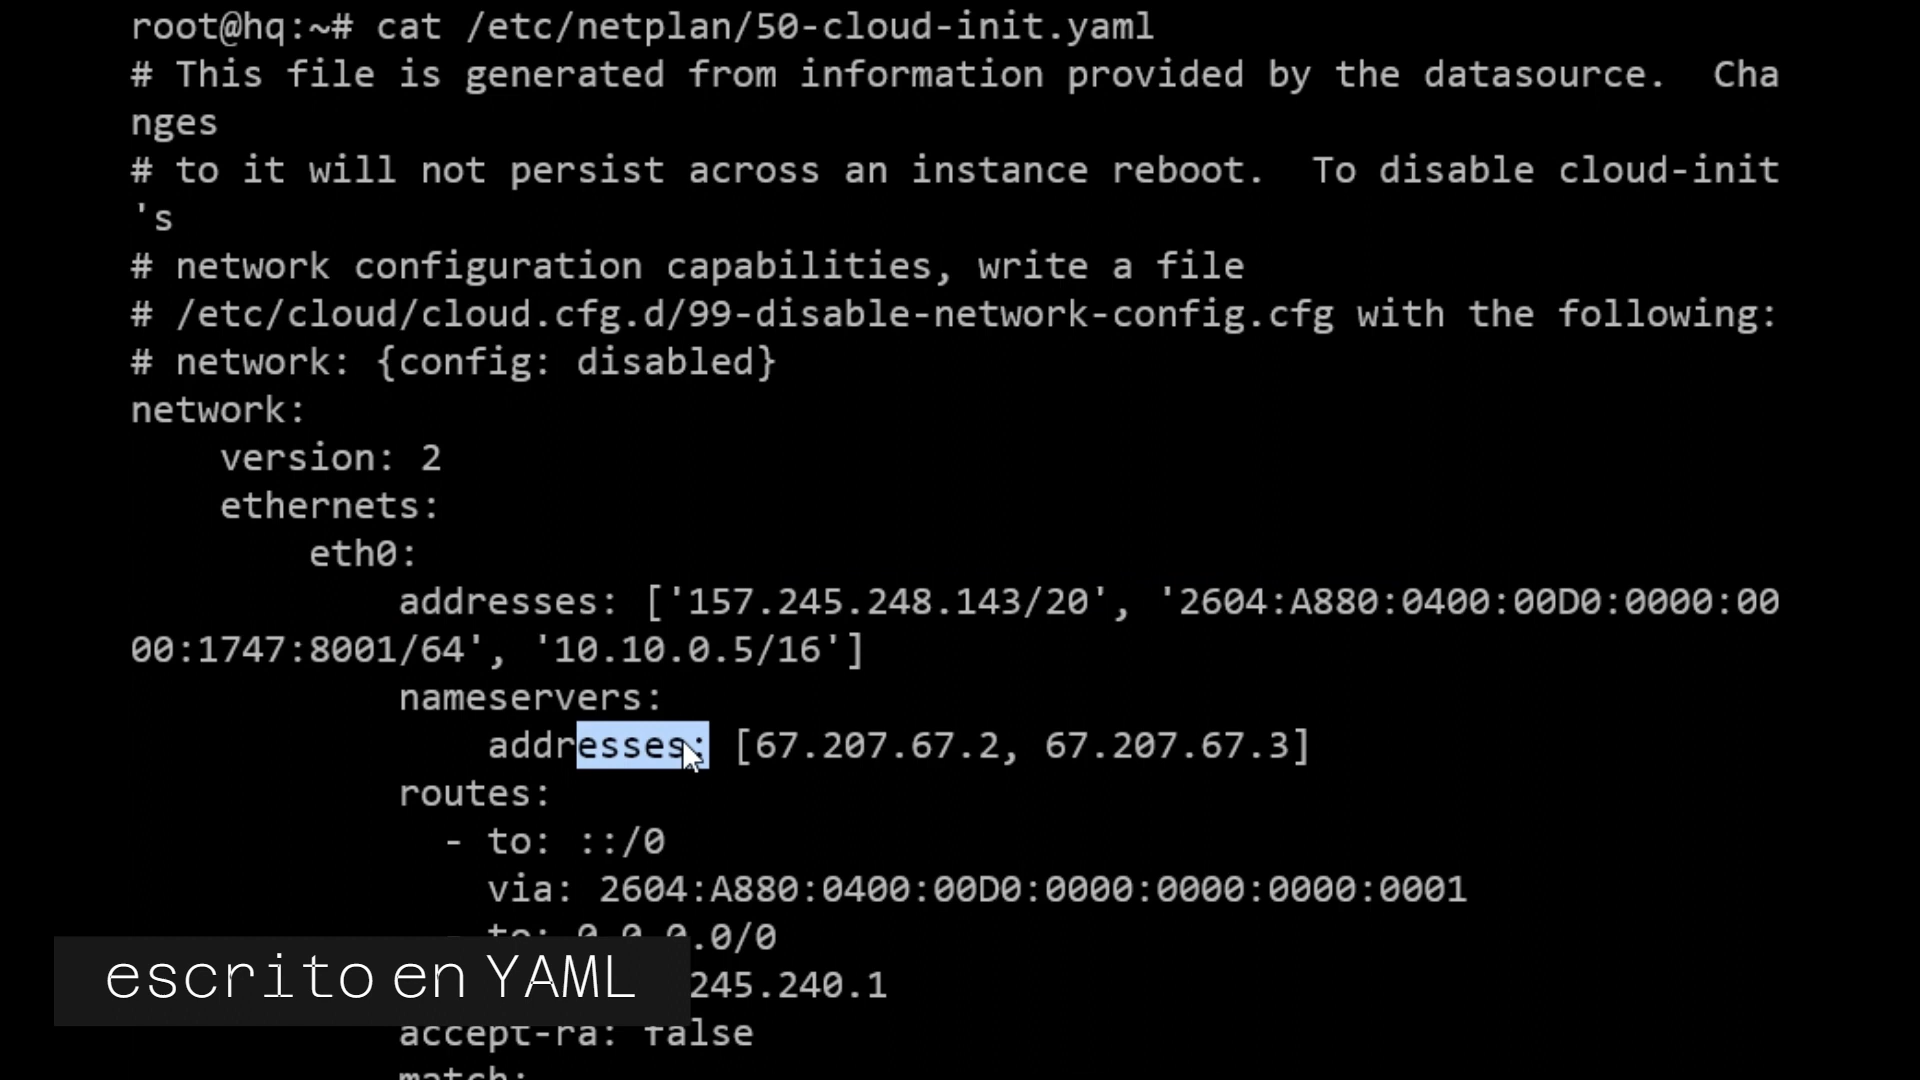 root@hq:~# cat /etc/netplan/50-cloud-init.yaml
# This file is generated from information provided by the datasource.  Cha
nges
# to it will not persist across an instance reboot.  To disable cloud-init
's
# network configuration capabilities, write a file
# /etc/cloud/cloud.cfg.d/99-disable-network-config.cfg with the following:
# network: {config: disabled}
network:
    version: 2
    ethernets:
        eth0:
            addresses: ['157.245.248.143/20', '2604:A880:0400:00D0:0000:00
00:1747:8001/64', '10.10.0.5/16']
            nameservers:
                addresses: [67.207.67.2, 67.207.67.3]
            routes:
              - to: ::/0
                via: 2604:A880:0400:00D0:0000:0000:0000:0001
              - to: 0.0.0.0/0
245.240.1
escrito en YAML
            accept-ra: false
            match: